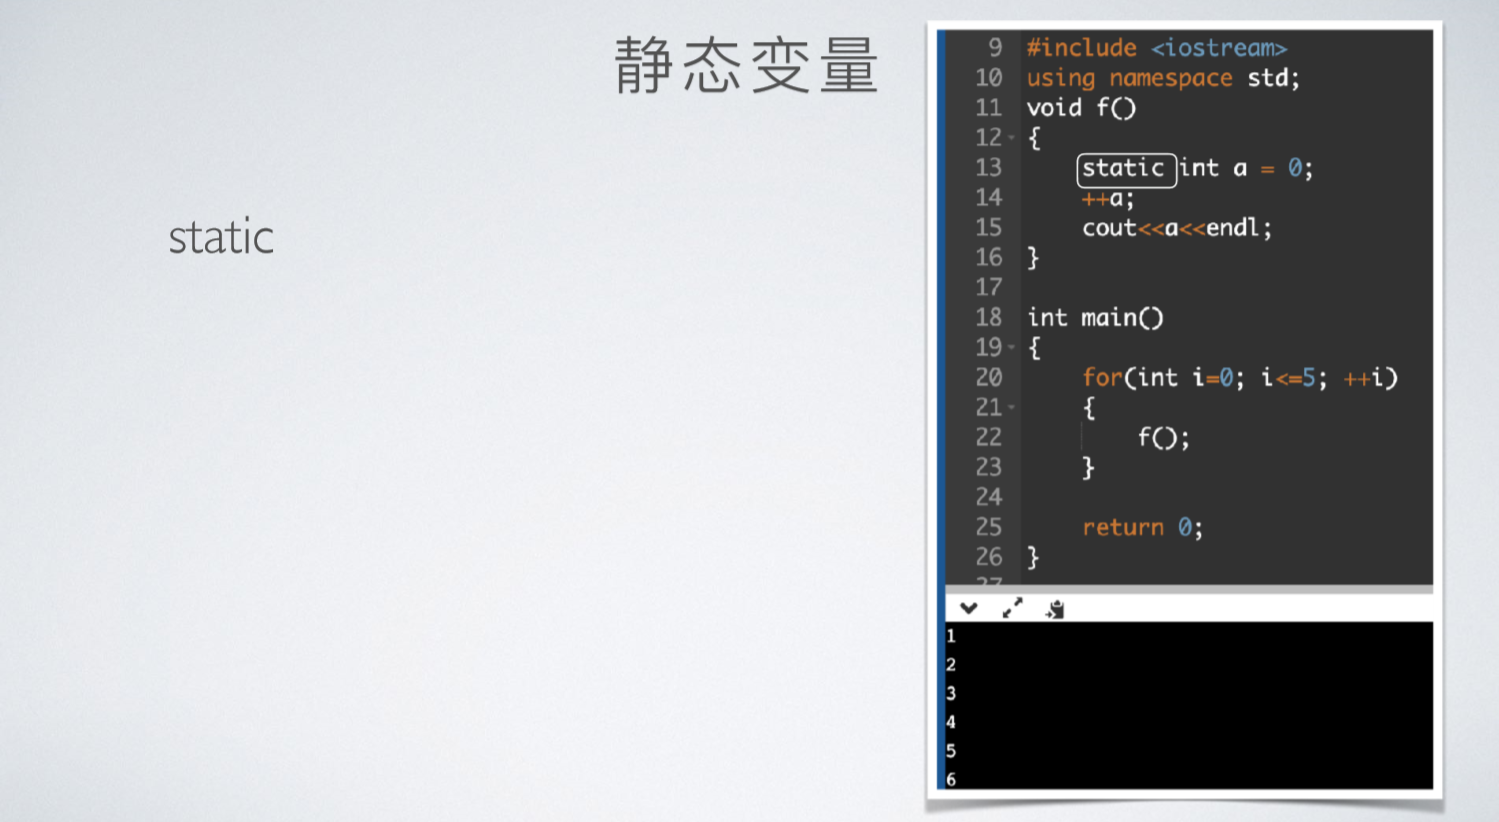 静态变量
static
9 #include <iostream>
10 using namespace std;
11 void f()
12 {
13 static int a = 0;
14 ++a;
15 cout<<a<<endl;
16 }
17
18 int main()
19 {
20 for(int i=0; i<=5; ++i)
21 {
22 f();
23 }
24
25 return 0;
26 }
27
1
2
3
4
5
6